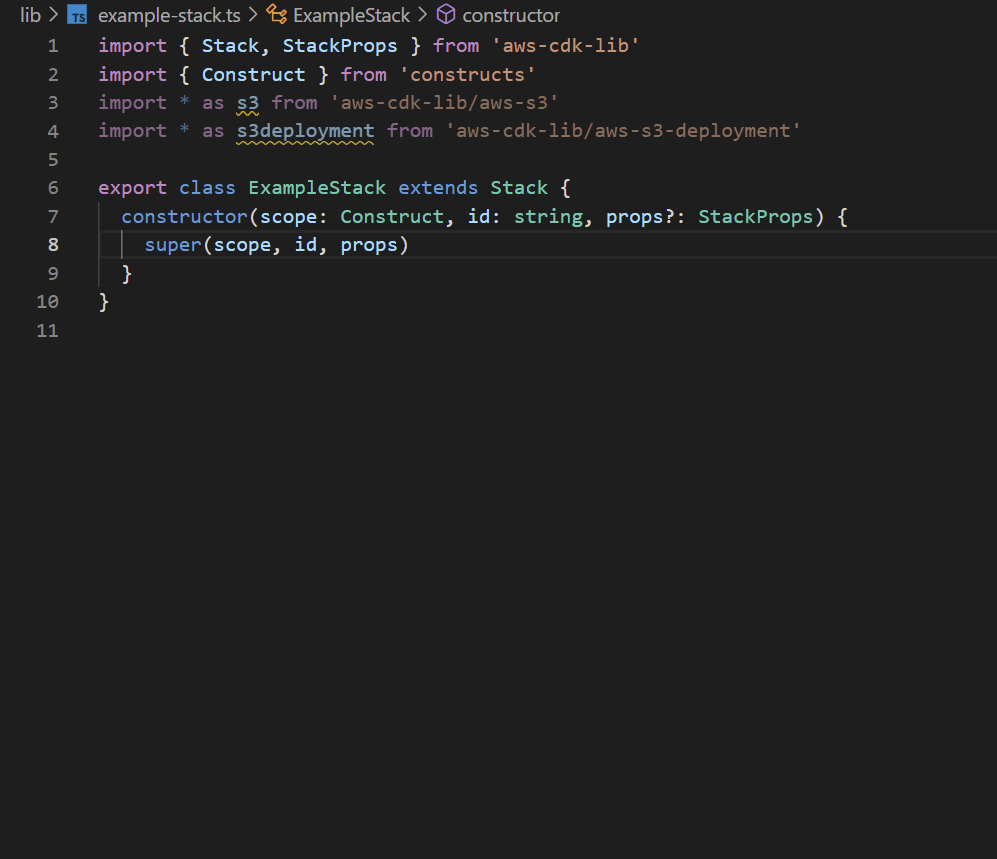 lib > TS example-stack.ts > ExampleStack > constructor
1 import { Stack, StackProps } from 'aws-cdk-lib'
2 import { Construct } from 'constructs'
3 import * as s3 from 'aws-cdk-lib/aws-s3'
4 import * as s3deployment from 'aws-cdk-lib/aws-s3-deployment'
5
6 export class ExampleStack extends Stack {
7 constructor(scope: Construct, id: string, props?: StackProps) {
8 super(scope, id, props)
9 }
10 }
11